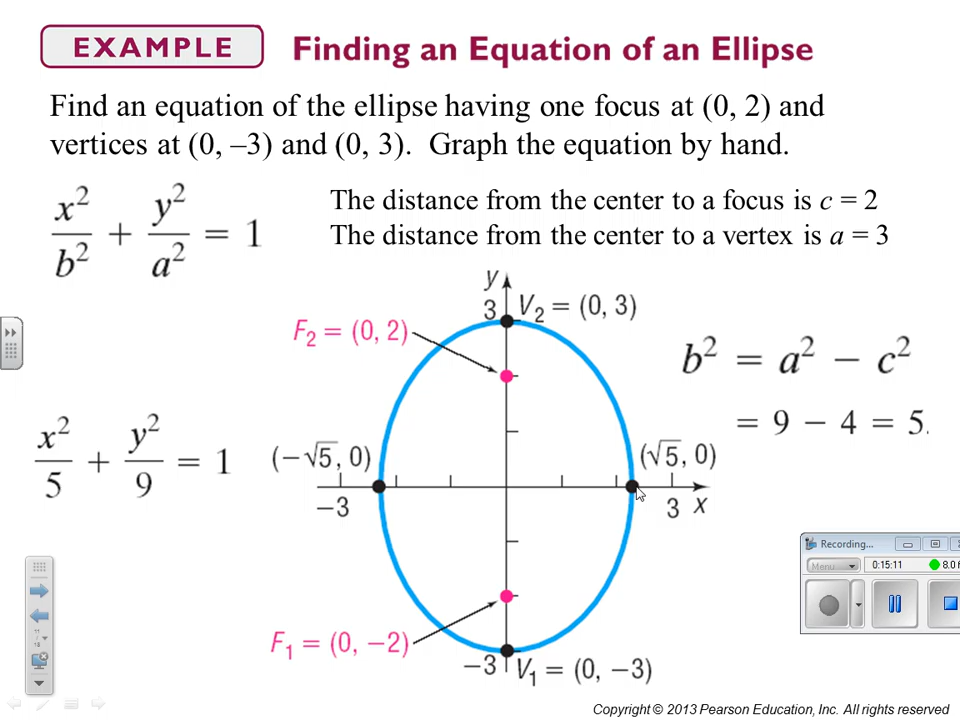 EXAMPLE Finding an Equation of an Ellipse
Find an equation of the ellipse having one focus at (0, 2) and
vertices at (0, –3) and (0, 3).  Graph the equation by hand.
x²/b² + y²/a² = 1
The distance from the center to a focus is c = 2
The distance from the center to a vertex is a = 3
y
3
V₂ = (0, 3)
F₂ = (0, 2)
b² = a² − c²
= 9 − 4 = 5.
x²/5 + y²/9 = 1
(−√5, 0)
(√5, 0)
−3
3 x
F₁ = (0, −2)
−3
V₁ = (0, −3)
Recording...
Menu 0:15:11 8.0 f
Copyright © 2013 Pearson Education, Inc. All rights reserved